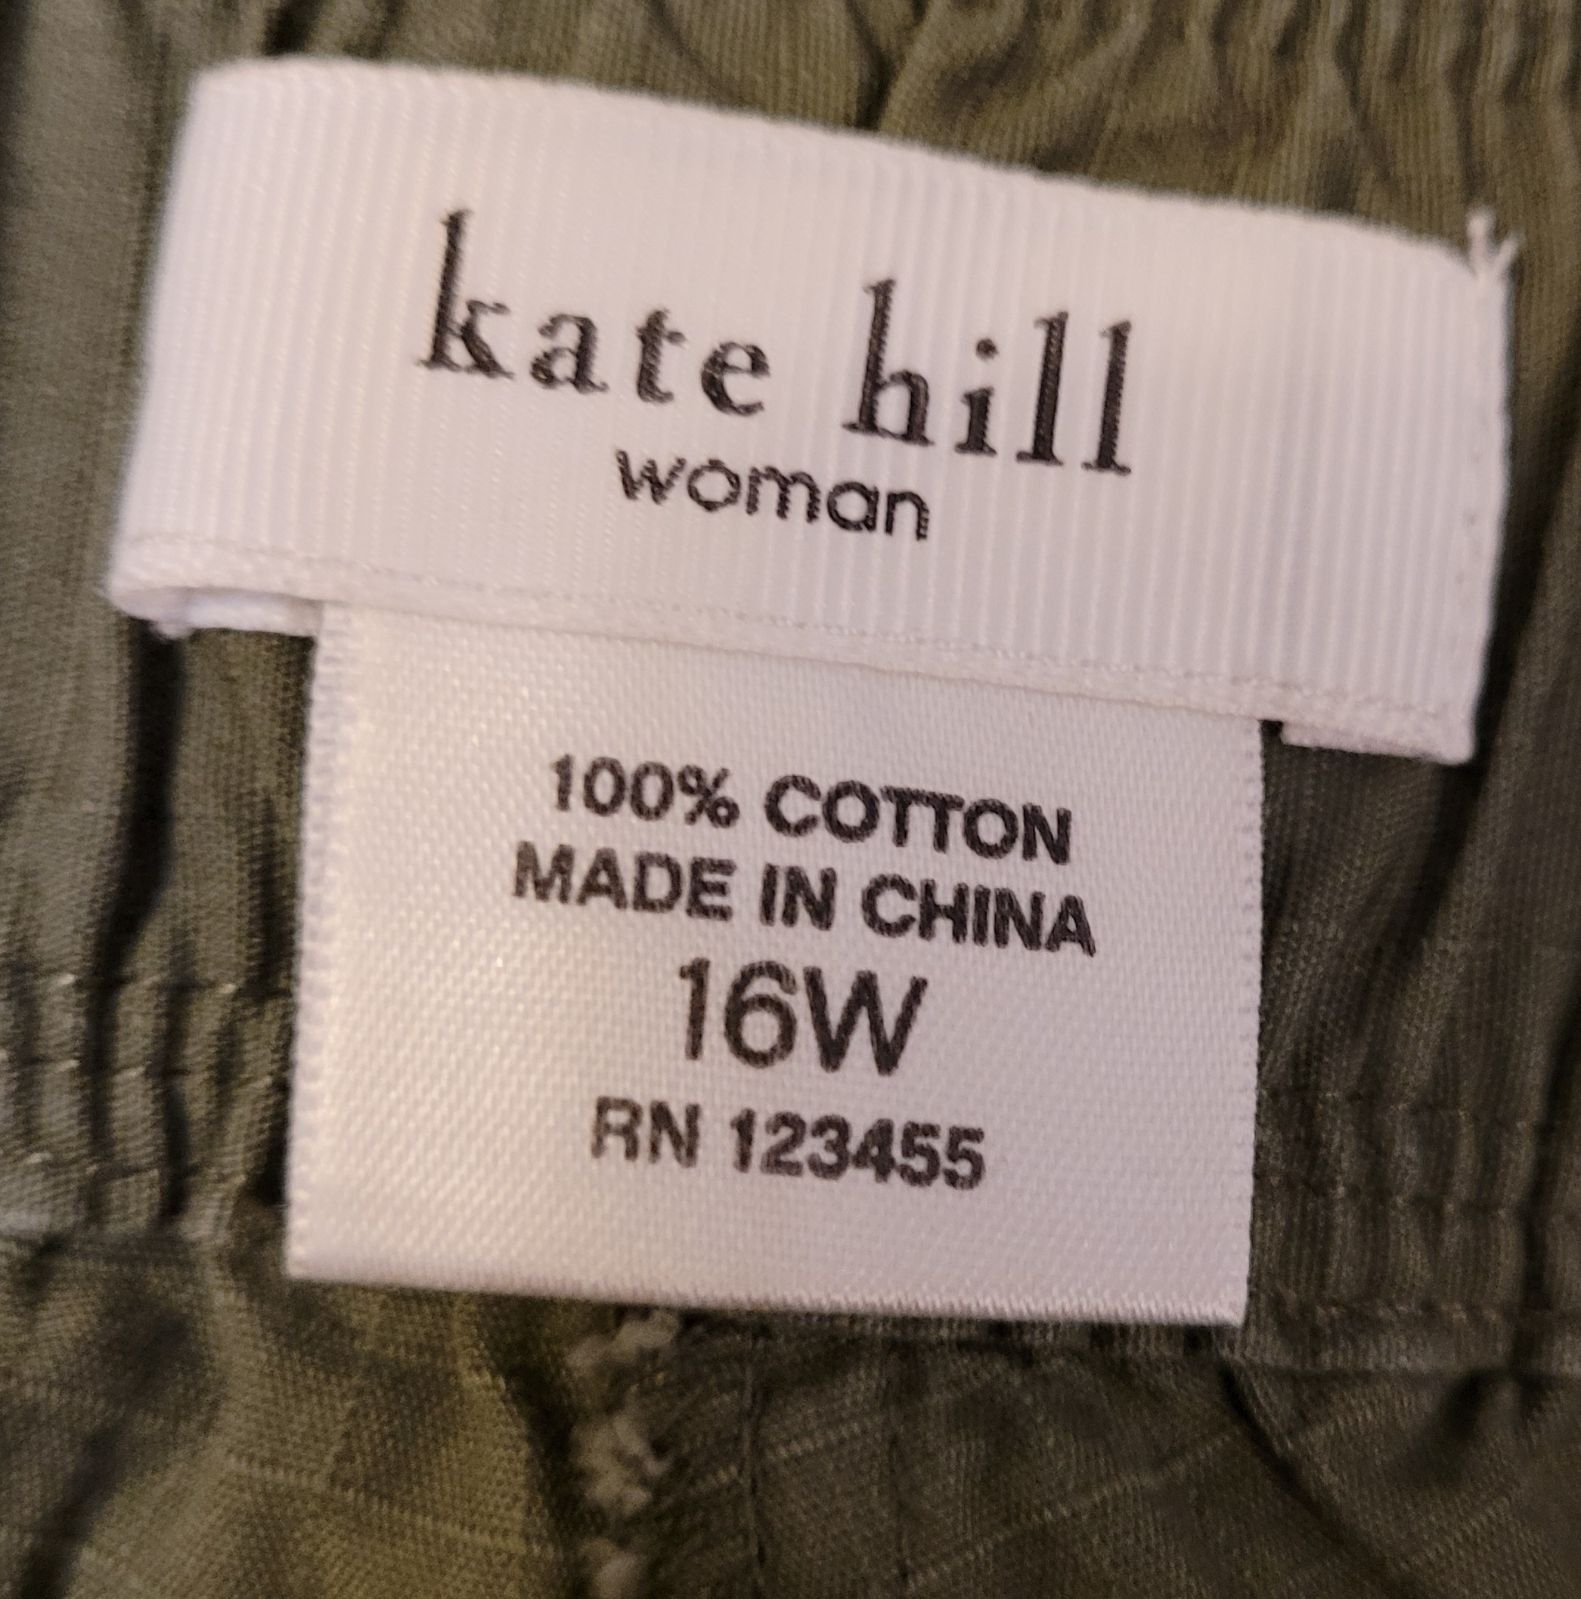 kate hill
woman
100% COTTON
MADE IN CHINA
16W
RN 123455